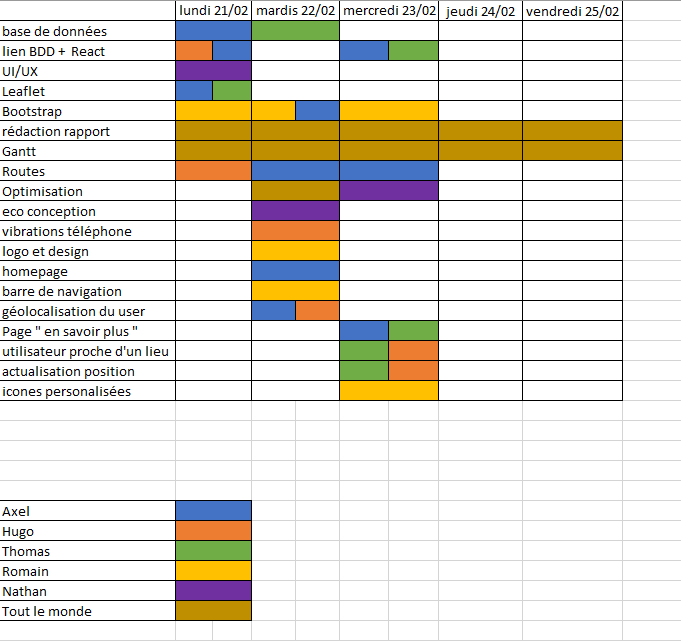 lundi 21/02 mardis 22/02 mercredi 23/02 jeudi 24/02 vendredi 25/02
base de données
lien BDD + React
UI/UX
Leaflet
Bootstrap
rédaction rapport
Gantt
Routes
Optimisation
eco conception
vibrations téléphone
logo et design
homepage
barre de navigation
géolocalisation du user
Page " en savoir plus "
utilisateur proche d'un lieu
actualisation position
icones personalisées
Axel
Hugo
Thomas
Romain
Nathan
Tout le monde